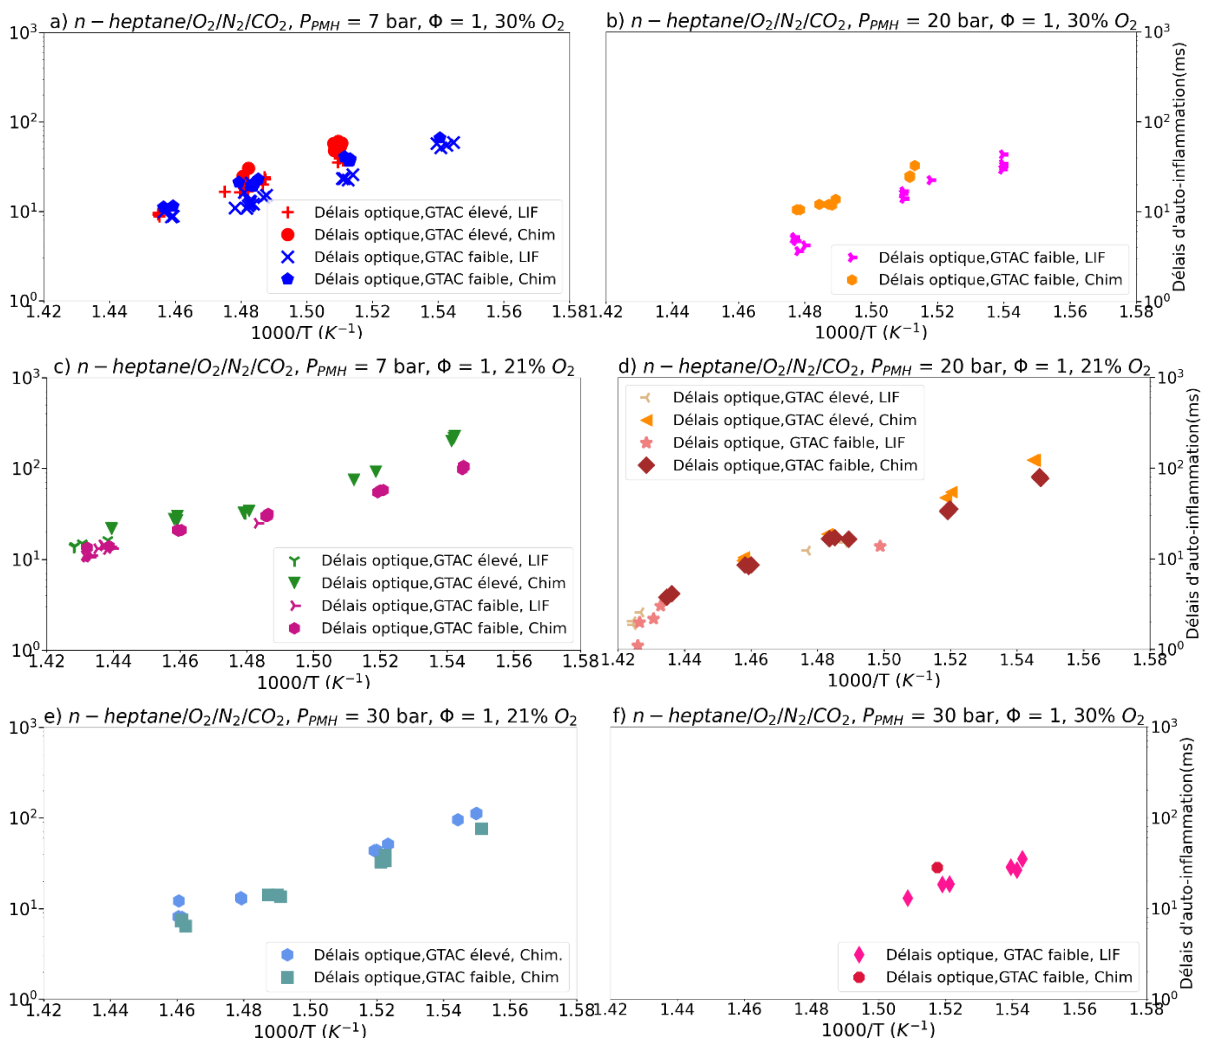 a) n − heptane/O2/N2/CO2, PPMH = 7 bar, Φ = 1, 30% O2
10^3
10^2
10^1
10^0
Délais optique,GTAC élevé, LIF
Délais optique,GTAC élevé, Chim
Délais optique,GTAC faible, LIF
Délais optique,GTAC faible, Chim
1.42 1.44 1.46 1.48 1.50 1.52 1.54 1.56 1.58
1000/T (K^-1)
b) n − heptane/O2/N2/CO2, PPMH = 20 bar, Φ = 1, 30% O2
10^3
10^2
10^1
10^0
Délais d'auto-inflammation(ms)
Délais optique,GTAC faible, LIF
Délais optique,GTAC faible, Chim
1.44 1.46 1.48 1.50 1.52 1.54 1.56 1.58
1000/T (K^-1)
c) n − heptane/O2/N2/CO2, PPMH = 7 bar, Φ = 1, 21% O2
10^3
10^2
10^1
10^0
Délais optique,GTAC élevé, LIF
Délais optique,GTAC élevé, Chim
Délais optique,GTAC faible, LIF
Délais optique,GTAC faible, Chim
1.42 1.44 1.46 1.48 1.50 1.52 1.54 1.56 1.58
1000/T (K^-1)
d) n − heptane/O2/N2/CO2, PPMH = 20 bar, Φ = 1, 21% O2
10^3
10^2
10^1
10^0
Délais d'auto-inflammation(ms)
Délais optique,GTAC élevé, LIF
Délais optique,GTAC élevé, Chim
Délais optique, GTAC faible, LIF
Délais optique,GTAC faible, Chim
1.42 1.44 1.46 1.48 1.50 1.52 1.54 1.56 1.58
1000/T (K^-1)
e) n − heptane/O2/N2/CO2, PPMH = 30 bar, Φ = 1, 21% O2
10^3
10^2
10^1
10^0
Délais optique,GTAC élevé, Chim.
Délais optique,GTAC faible, Chim
1.42 1.44 1.46 1.48 1.50 1.52 1.54 1.56 1.58
1000/T (K^-1)
f) n − heptane/O2/N2/CO2, PPMH = 30 bar, Φ = 1, 30% O2
10^3
10^2
10^1
10^0
Délais d'auto-inflammation(ms)
Délais optique, GTAC faible, LIF
Délais optique,GTAC faible, Chim
1.42 1.44 1.46 1.48 1.50 1.52 1.54 1.56 1.58
1000/T (K^-1)